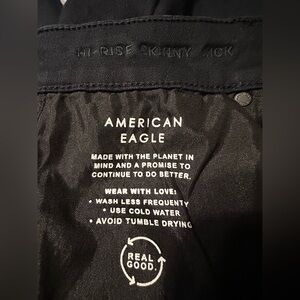 HI-RISE SKINNY KICK
AMERICAN
EAGLE
MADE WITH THE PLANET IN
MIND AND A PROMISE TO
CONTINUE TO DO BETTER.
WEAR WITH LOVE:
• WASH LESS FREQUENTY
• USE COLD WATER
• AVOID TUMBLE DRYING
REAL
GOOD.